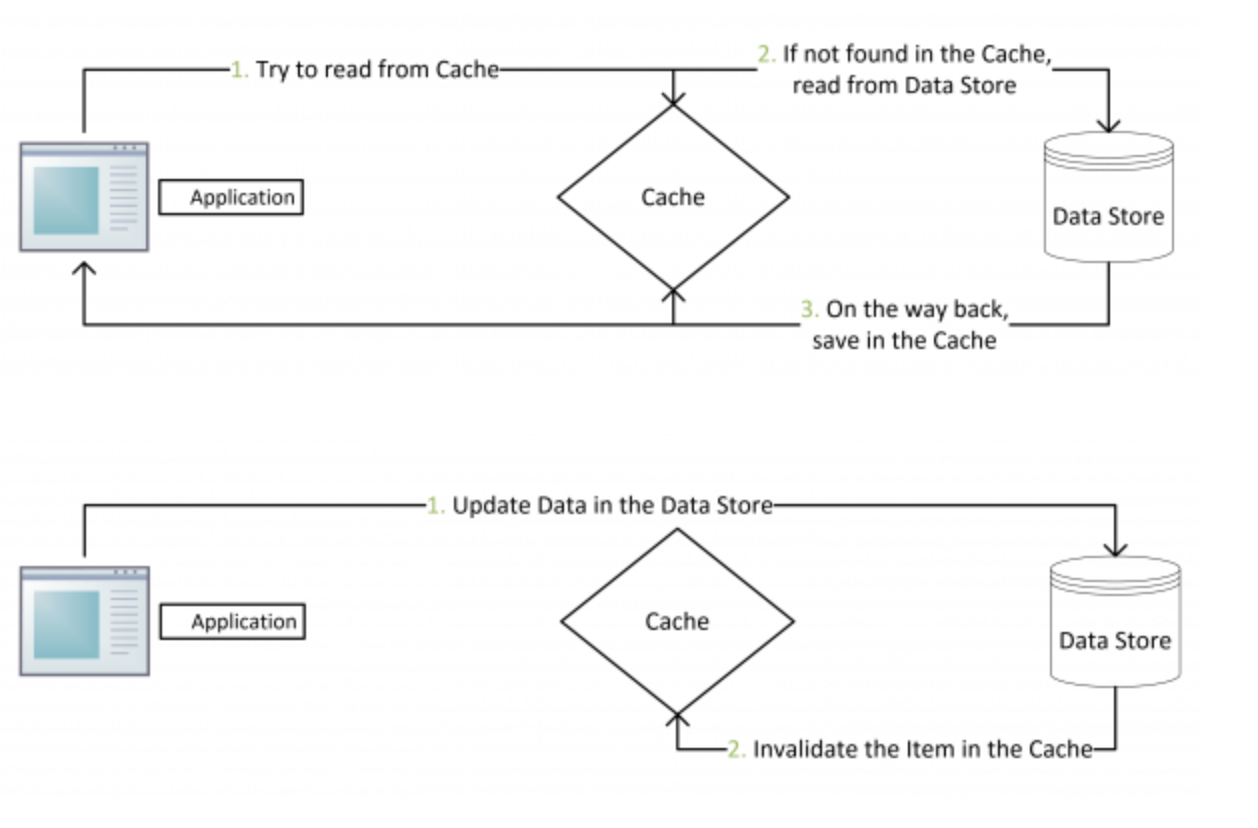 1. Try to read from Cache
2. If not found in the Cache,
read from Data Store
Application
Cache
Data Store
3. On the way back,
save in the Cache
1. Update Data in the Data Store
Application
Cache
Data Store
2. Invalidate the Item in the Cache